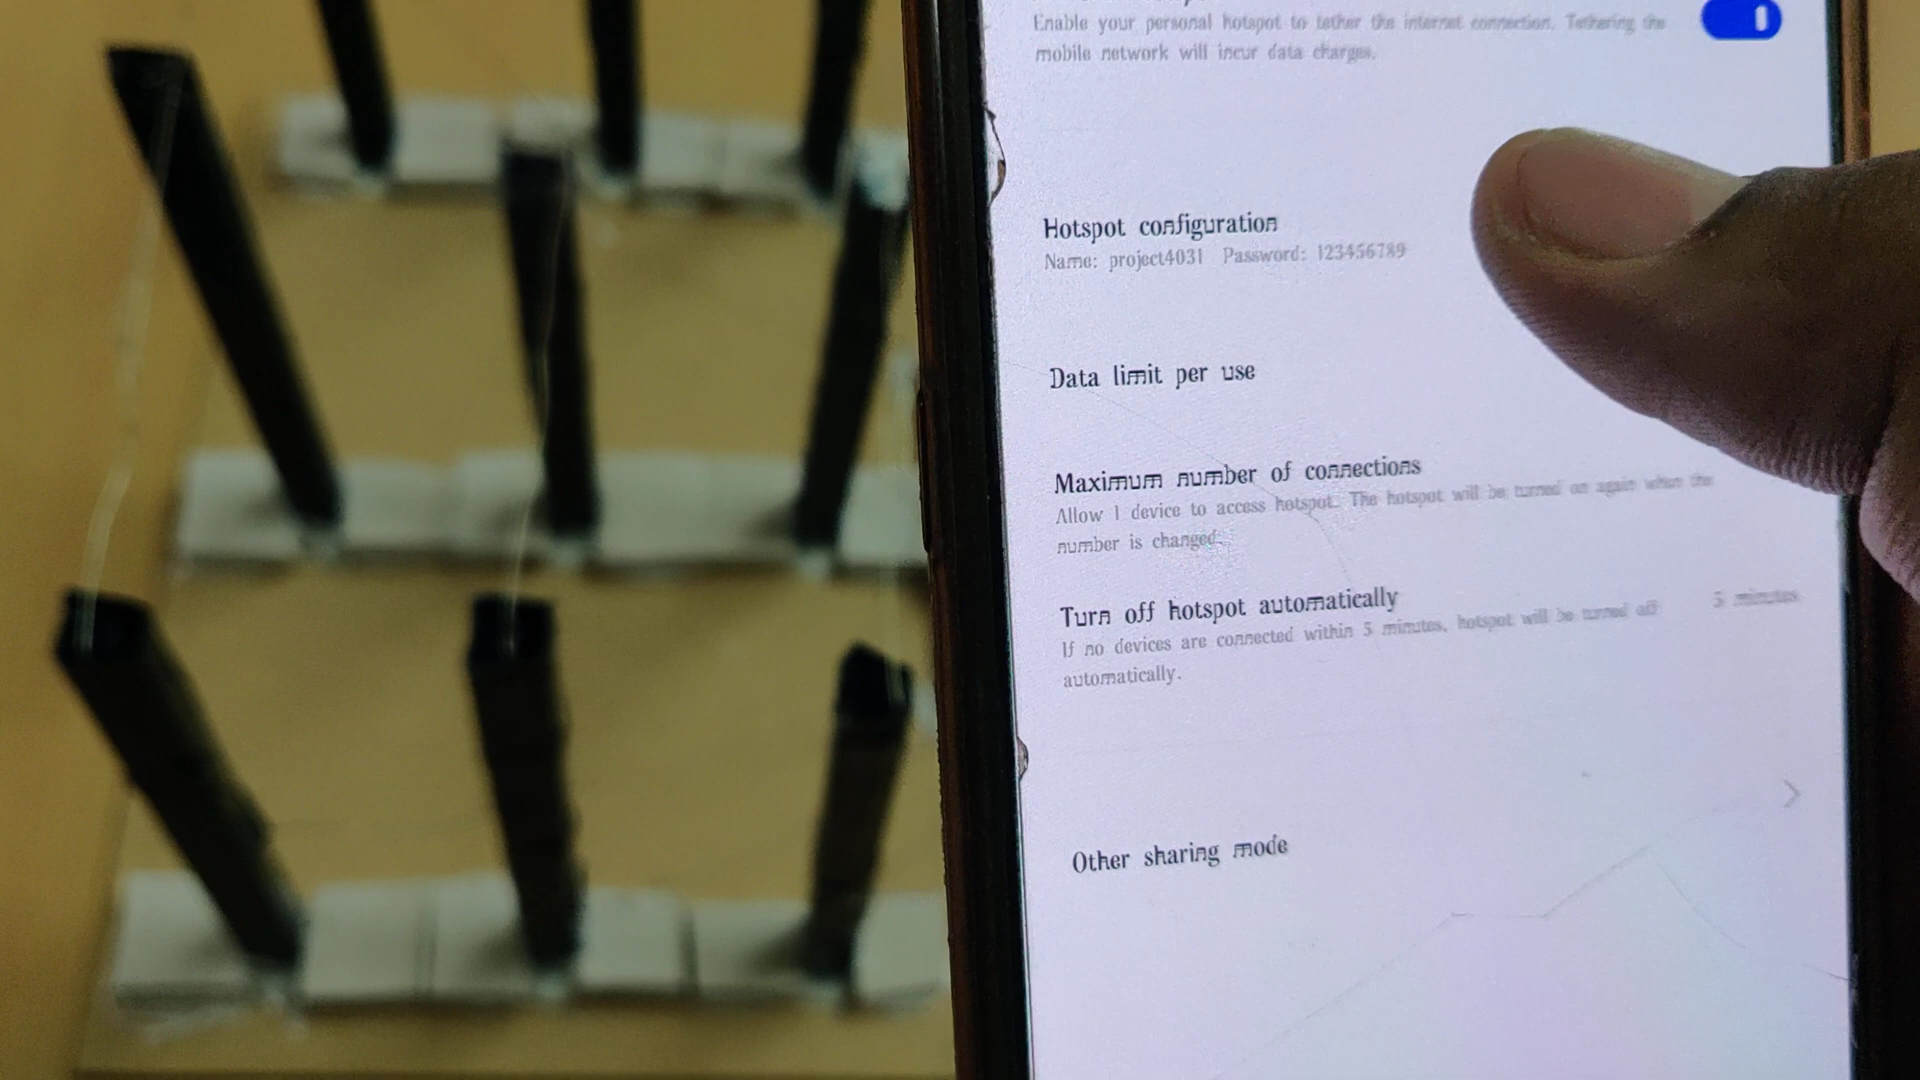 Enable your personal hotspot to tether the internet connection. Tethering the
mobile network will incur data charges.
Hotspot configuration
Name: project4031 Password: 123456789
Data limit per use
Maximum number of connections
Allow 1 device to access hotspot. The hotspot will be turned on again when the
number is changed.
Turn off hotspot automatically
5 minutes
If no devices are connected within 5 minutes, hotspot will be turned off
automatically.
Other sharing mode